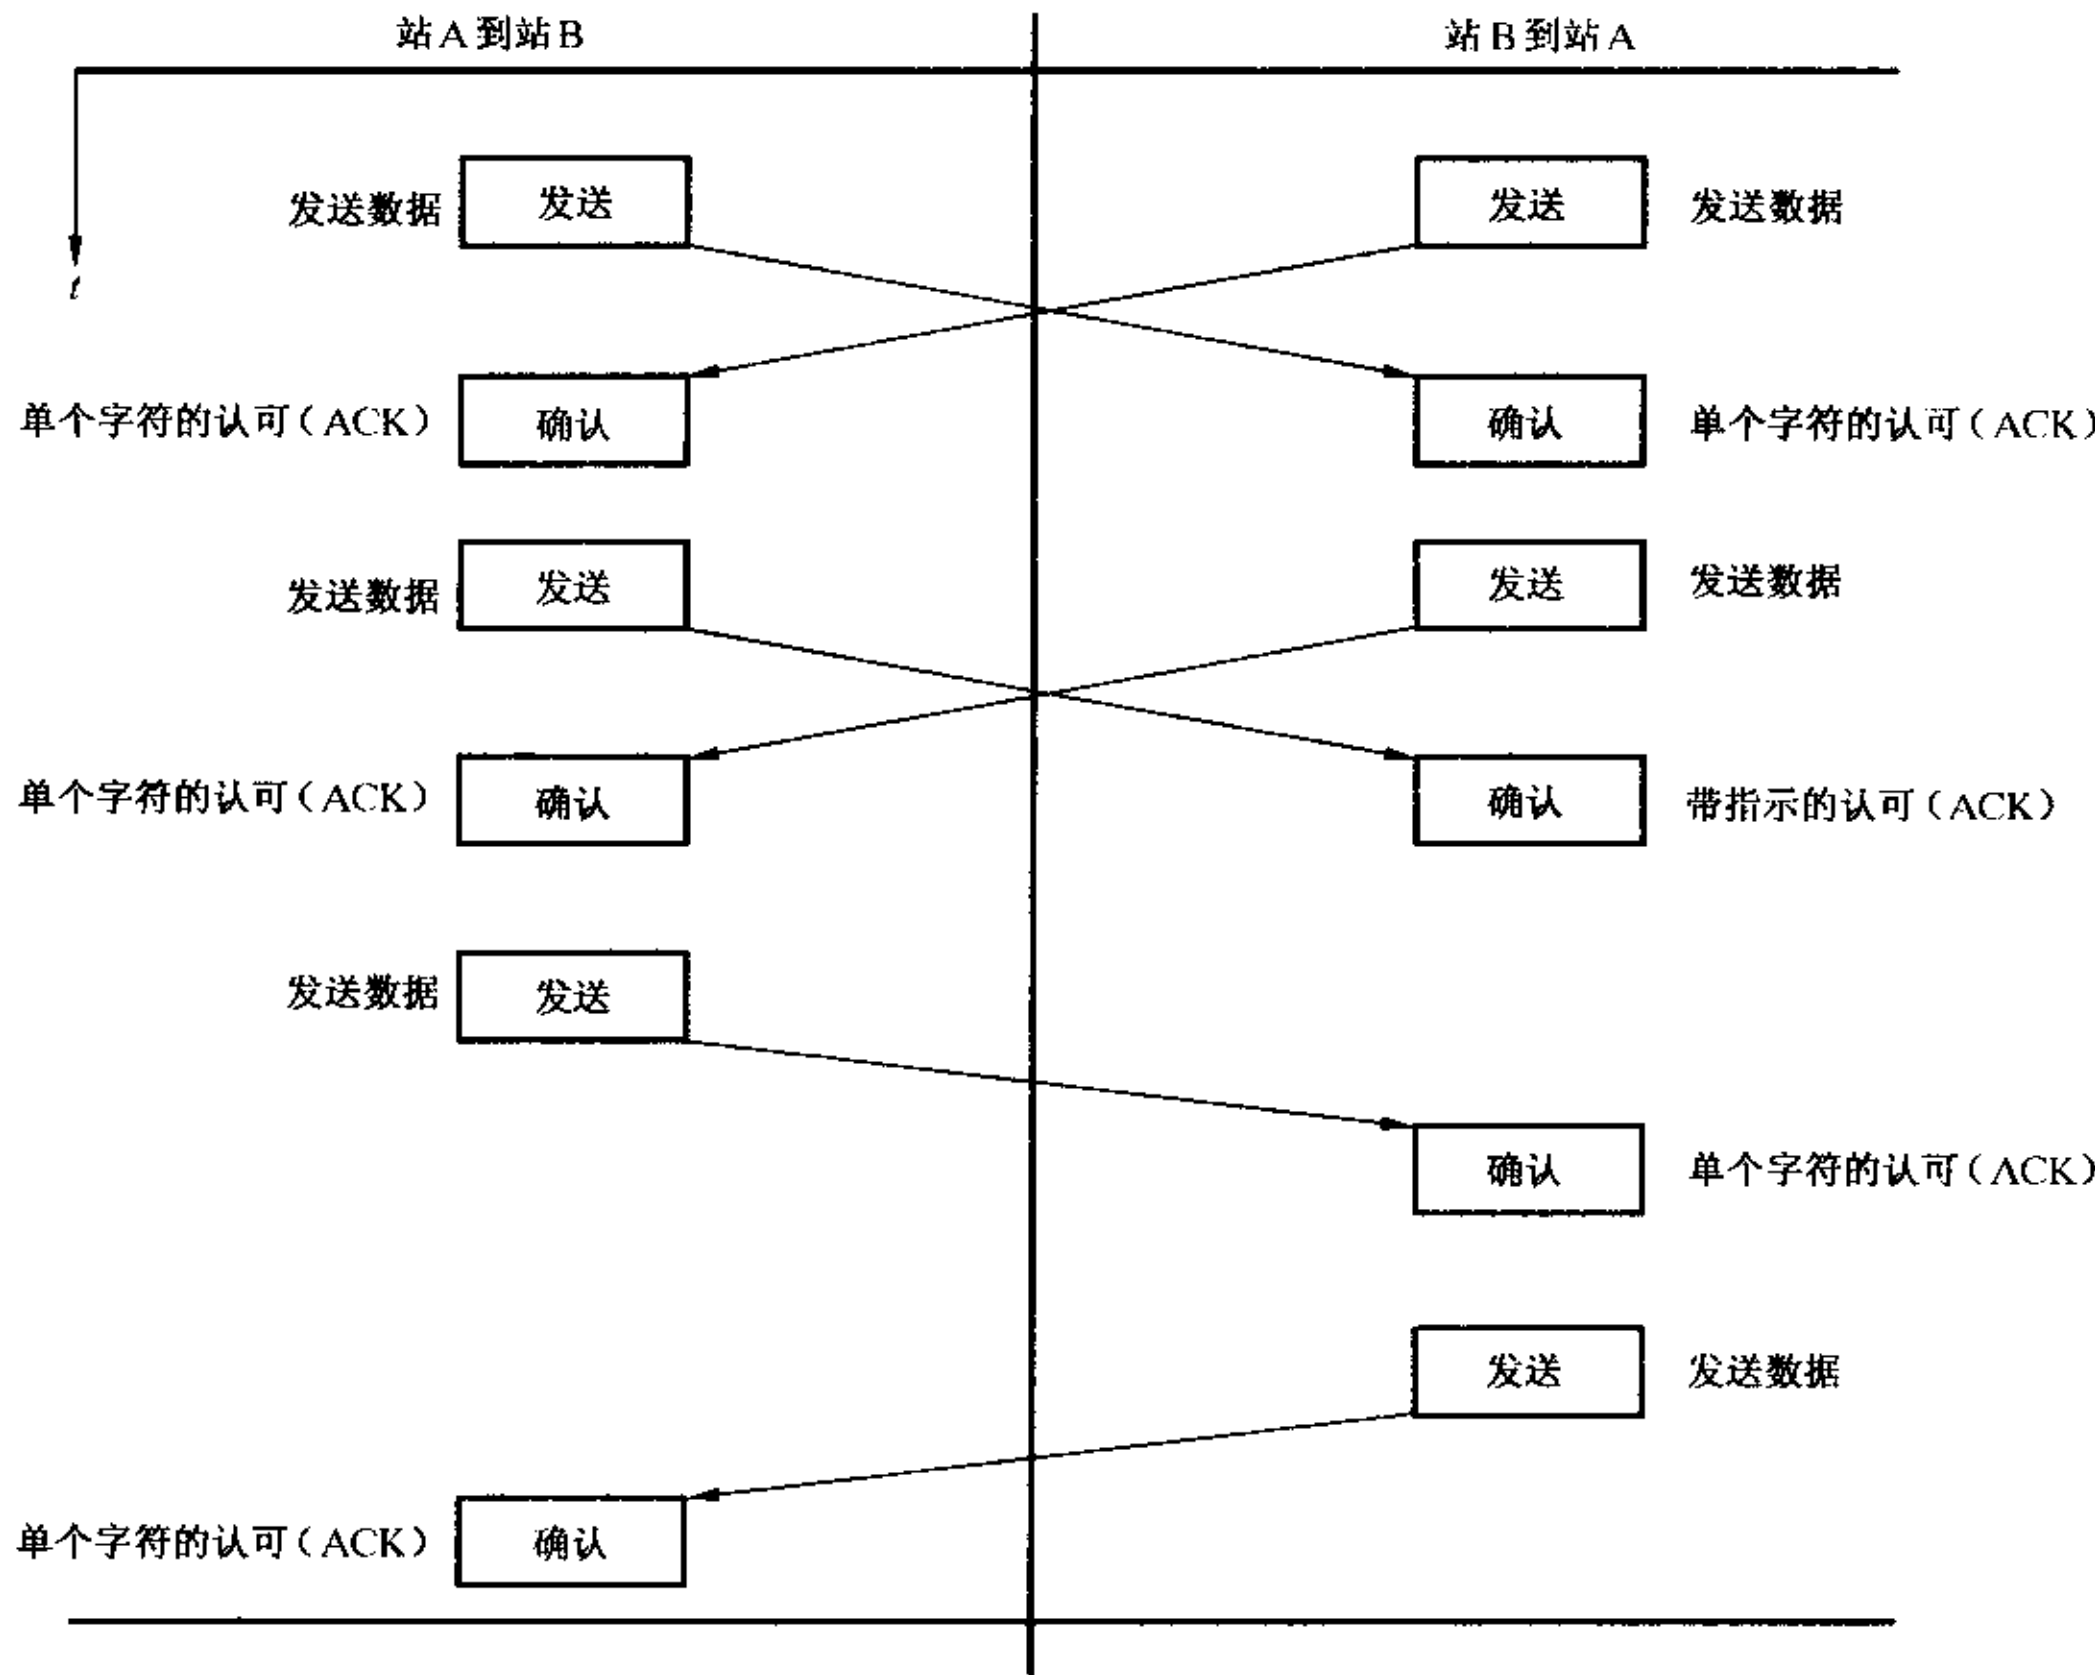 站A到站B 站B到站A
发送数据 发送 发送 发送数据
t
单个字符的认可（ACK） 确认 确认 单个字符的认可（ACK）
发送数据 发送 发送 发送数据
单个字符的认可（ACK） 确认 确认 带指示的认可（ACK）
发送数据 发送
确认 单个字符的认可（ACK）
发送 发送数据
单个字符的认可（ACK） 确认